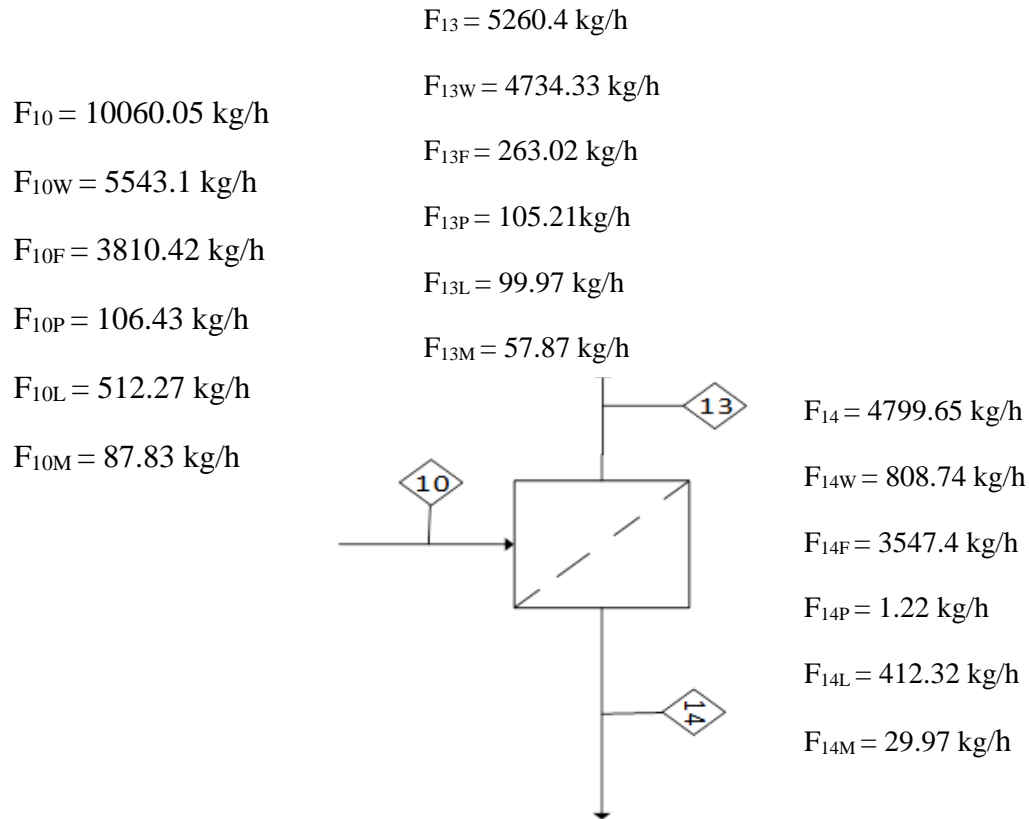 F₁₃ = 5260.4 kg/h
F₁₃W = 4734.33 kg/h
F₁₃F = 263.02 kg/h
F₁₃P = 105.21kg/h
F₁₃L = 99.97 kg/h
F₁₃M = 57.87 kg/h
F₁₀ = 10060.05 kg/h
F₁₀W = 5543.1 kg/h
F₁₀F = 3810.42 kg/h
F₁₀P = 106.43 kg/h
F₁₀L = 512.27 kg/h
F₁₀M = 87.83 kg/h
13
10
14
F₁₄ = 4799.65 kg/h
F₁₄W = 808.74 kg/h
F₁₄F = 3547.4 kg/h
F₁₄P = 1.22 kg/h
F₁₄L = 412.32 kg/h
F₁₄M = 29.97 kg/h